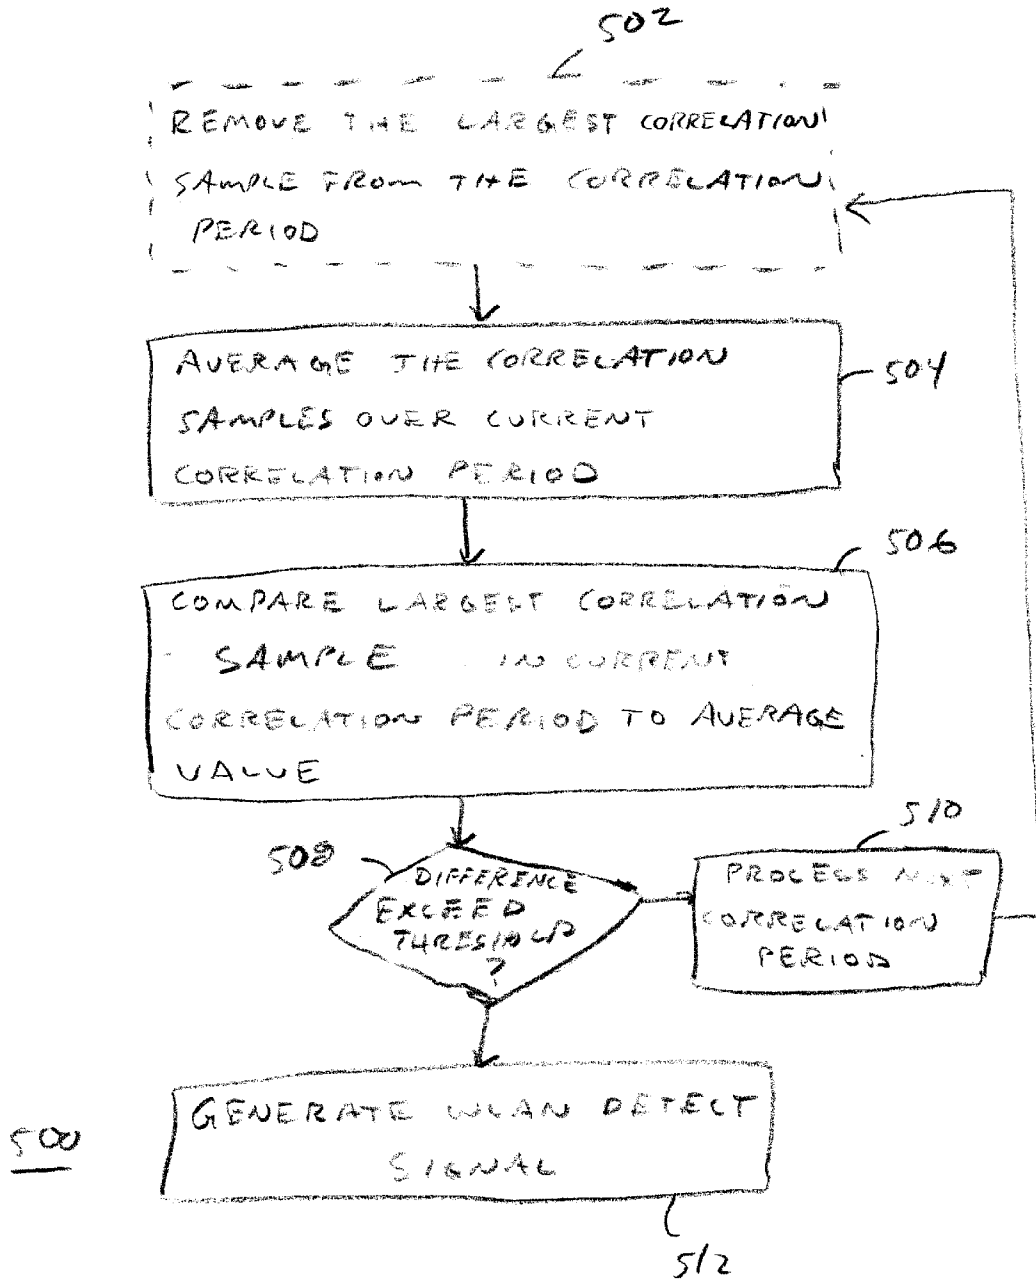 502
REMOVE THE LARGEST CORRELATION
SAMPLE FROM THE CORRELATION
PERIOD
AVERAGE THE CORRELATION
SAMPLES OVER CURRENT
CORRELATION PERIOD
504
506
COMPARE LARGEST CORRELATION
SAMPLE IN CURRENT
CORRELATION PERIOD TO AVERAGE
VALUE
508
DIFFERENCE
EXCEED
THRESHOLD
?
510
PROCESS NEXT
CORRELATION
PERIOD
GENERATE WLAN DETECT
SIGNAL
500
512